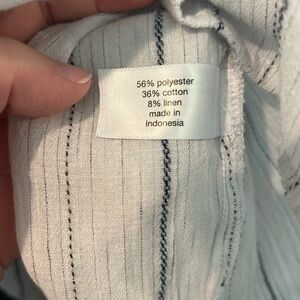 56% polyester
36% cotton
8% linen
made in
Indonesia